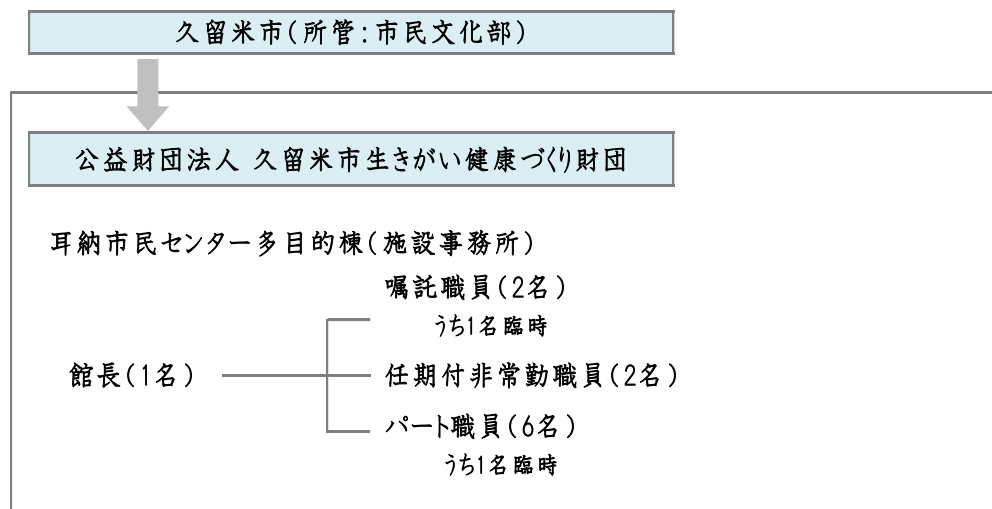 久留米市(所管:市民文化部)
公益財団法人 久留米市生きがい健康づくり財団
耳納市民センター多目的棟(施設事務所)
嘱託職員(2名)
うち1名臨時
館長(1名)
任期付非常勤職員(2名)
パート職員(6名)
うち1名臨時